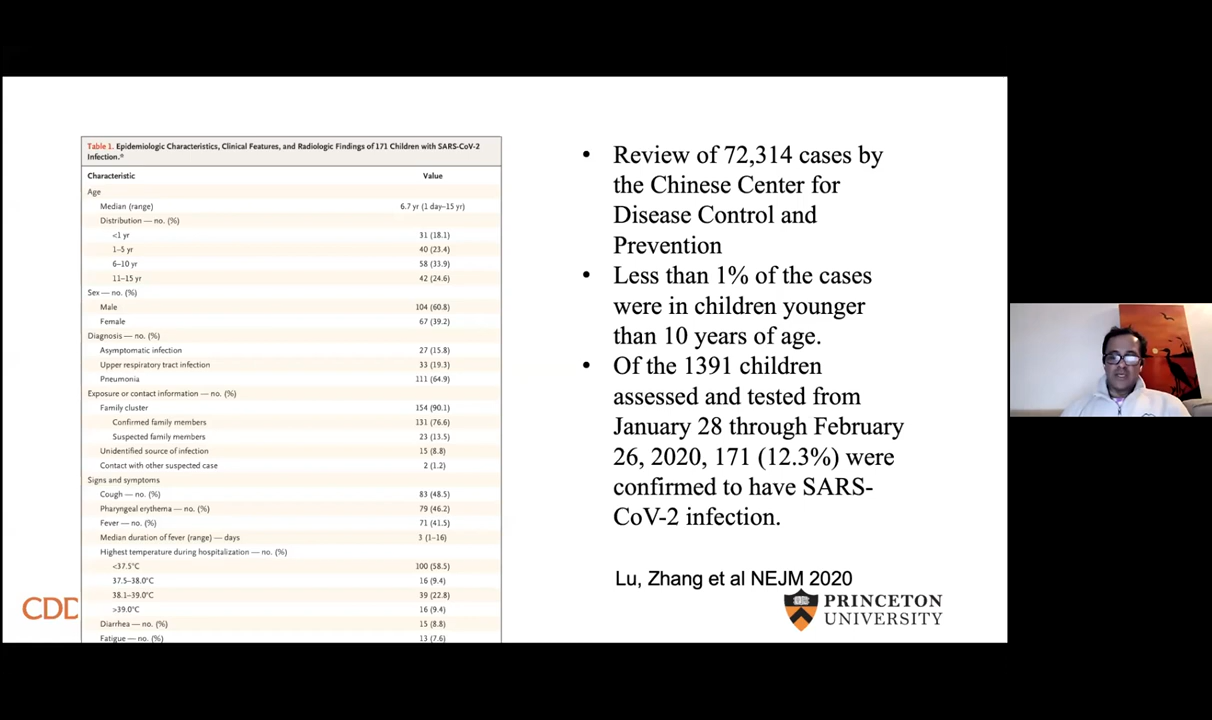 Table 1. Epidemiologic Characteristics, Clinical Features, and Radiologic Findings of 171 Children with SARS-CoV-2
Infection.*
Characteristic Value
Age
Median (range) 6.7 yr (1 day–15 yr)
Distribution — no. (%)
<1 yr 31 (18.1)
1–5 yr 40 (23.4)
6–10 yr 58 (33.9)
11–15 yr 42 (24.6)
Sex — no. (%)
Male 104 (60.8)
Female 67 (39.2)
Diagnosis — no. (%)
Asymptomatic infection 27 (15.8)
Upper respiratory tract infection 33 (19.3)
Pneumonia 111 (64.9)
Exposure or contact information — no. (%)
Family cluster 154 (90.1)
Confirmed family members 131 (76.6)
Suspected family members 23 (13.5)
Unidentified source of infection 15 (8.8)
Contact with other suspected case 2 (1.2)
Signs and symptoms
Cough — no. (%) 83 (48.5)
Pharyngeal erythema — no. (%) 79 (46.2)
Fever — no. (%) 71 (41.5)
Median duration of fever (range) — days 3 (1–16)
Highest temperature during hospitalization — no. (%)
<37.5°C 100 (58.5)
37.5–38.0°C 16 (9.4)
38.1–39.0°C 39 (22.8)
>39.0°C 16 (9.4)
Diarrhea — no. (%) 15 (8.8)
Fatigue — no. (%) 13 (7.6)
• Review of 72,314 cases by
the Chinese Center for
Disease Control and
Prevention
• Less than 1% of the cases
were in children younger
than 10 years of age.
• Of the 1391 children
assessed and tested from
January 28 through February
26, 2020, 171 (12.3%) were
confirmed to have SARS-
CoV-2 infection.
Lu, Zhang et al NEJM 2020
CDD
PRINCETON
UNIVERSITY